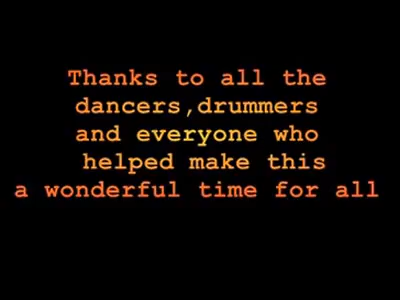 Thanks to all the
dancers,drummers
and everyone who
helped make this
a wonderful time for all